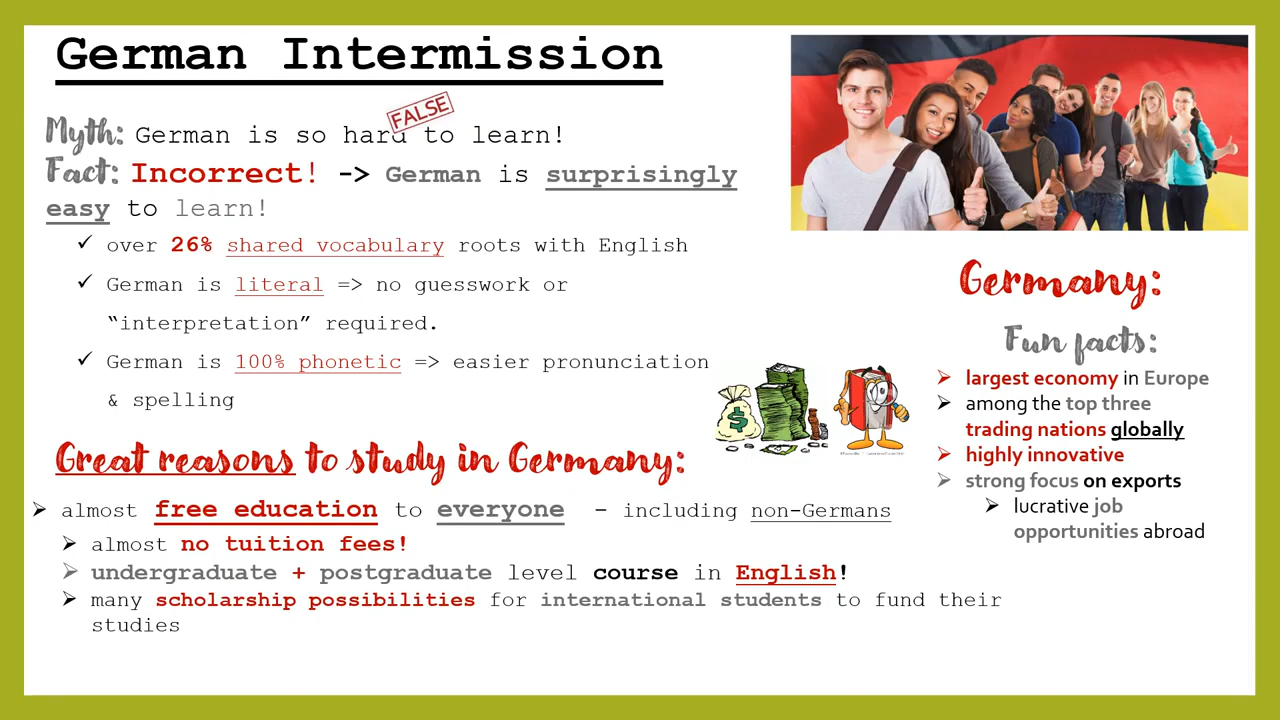 German Intermission
FALSE
Myth: German is so hard to learn!
Fact: Incorrect! -> German is surprisingly
easy to learn!
✓ over 26% shared vocabulary roots with English
✓ German is literal => no guesswork or
“interpretation” required.
✓ German is 100% phonetic => easier pronunciation
& spelling
Great reasons to study in Germany:
➢ almost free education to everyone – including non-Germans
➢ almost no tuition fees!
➢ undergraduate + postgraduate level course in English!
➢ many scholarship possibilities for international students to fund their
studies
Germany:
Fun facts:
➢ largest economy in Europe
➢ among the top three
trading nations globally
➢ highly innovative
➢ strong focus on exports
➢ lucrative job
opportunities abroad